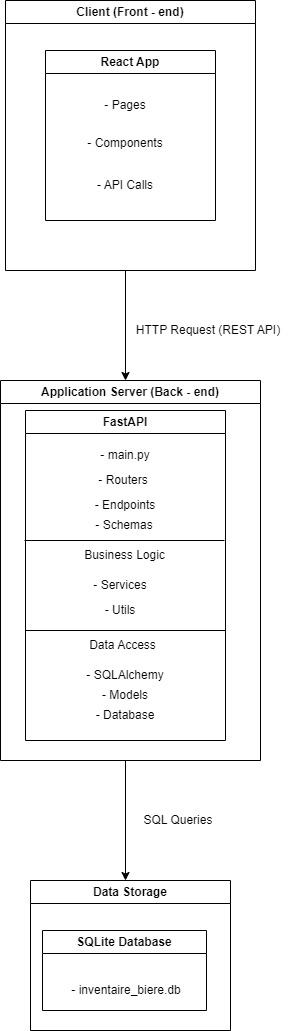 Client (Front - end)
React App
- Pages
- Components
- API Calls
HTTP Request (REST API)
Application Server (Back - end)
FastAPI
- main.py
- Routers
- Endpoints
- Schemas
Business Logic
- Services
- Utils
Data Access
- SQLAlchemy
- Models
- Database
SQL Queries
Data Storage
SQLite Database
- inventaire_biere.db